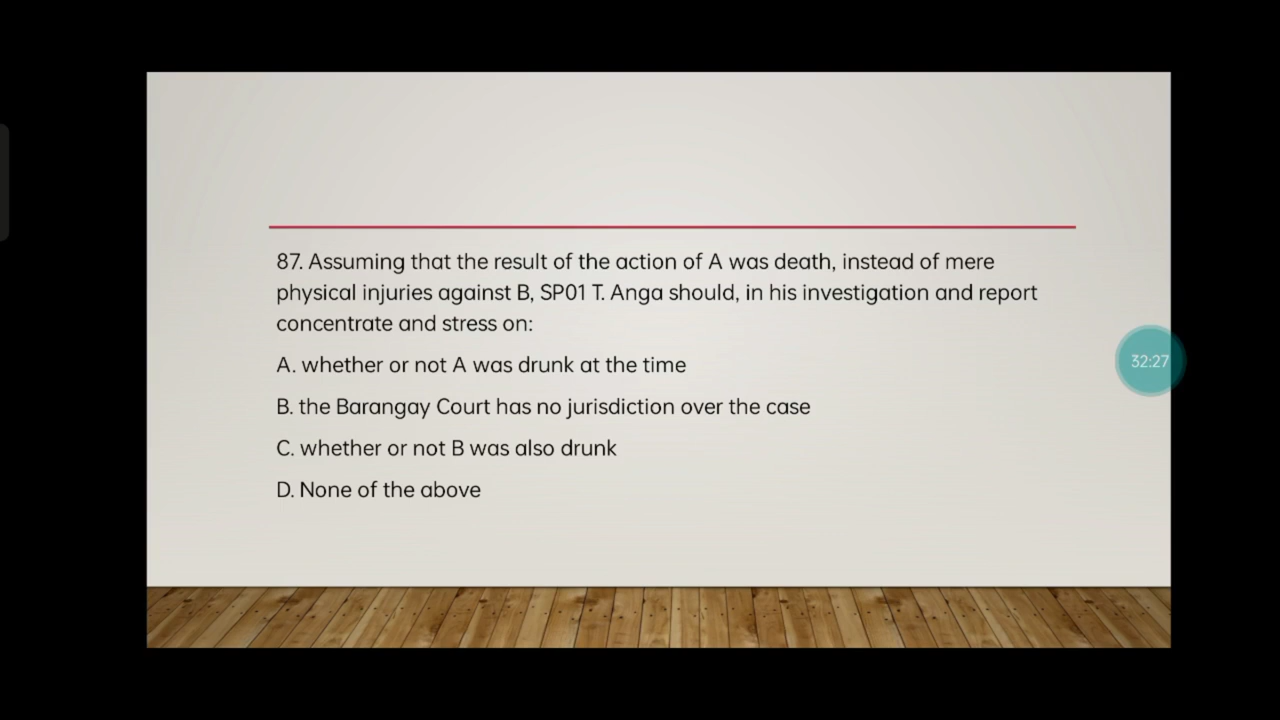 87. Assuming that the result of the action of A was death, instead of mere
physical injuries against B, SP01 T. Anga should, in his investigation and report
concentrate and stress on:
A. whether or not A was drunk at the time
B. the Barangay Court has no jurisdiction over the case
C. whether or not B was also drunk
D. None of the above
32:27